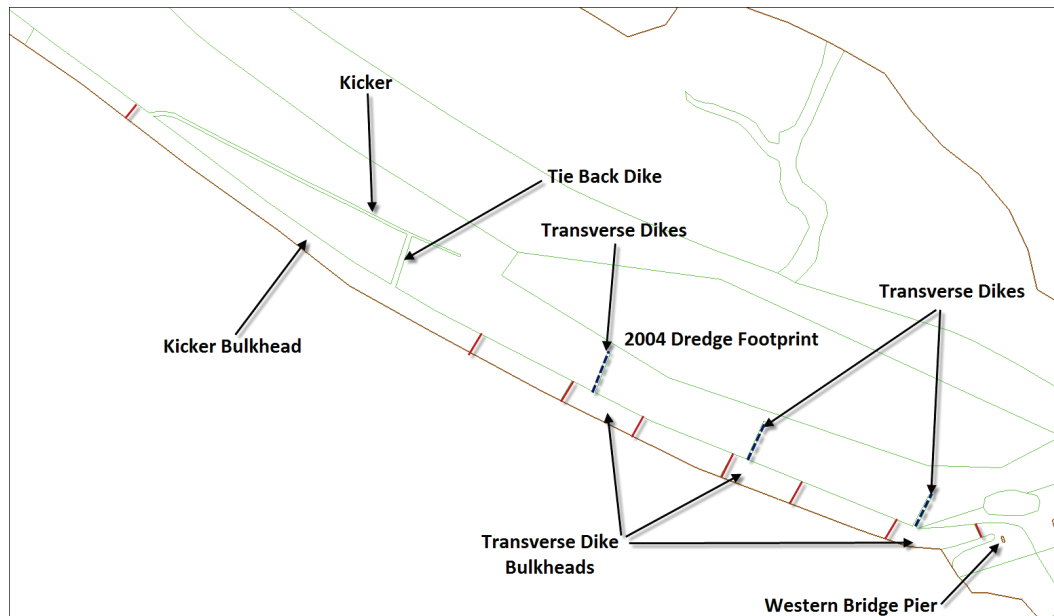 Kicker
Tie Back Dike
Transverse Dikes
Transverse Dikes
2004 Dredge Footprint
Kicker Bulkhead
Transverse Dike
Bulkheads
Western Bridge Pier